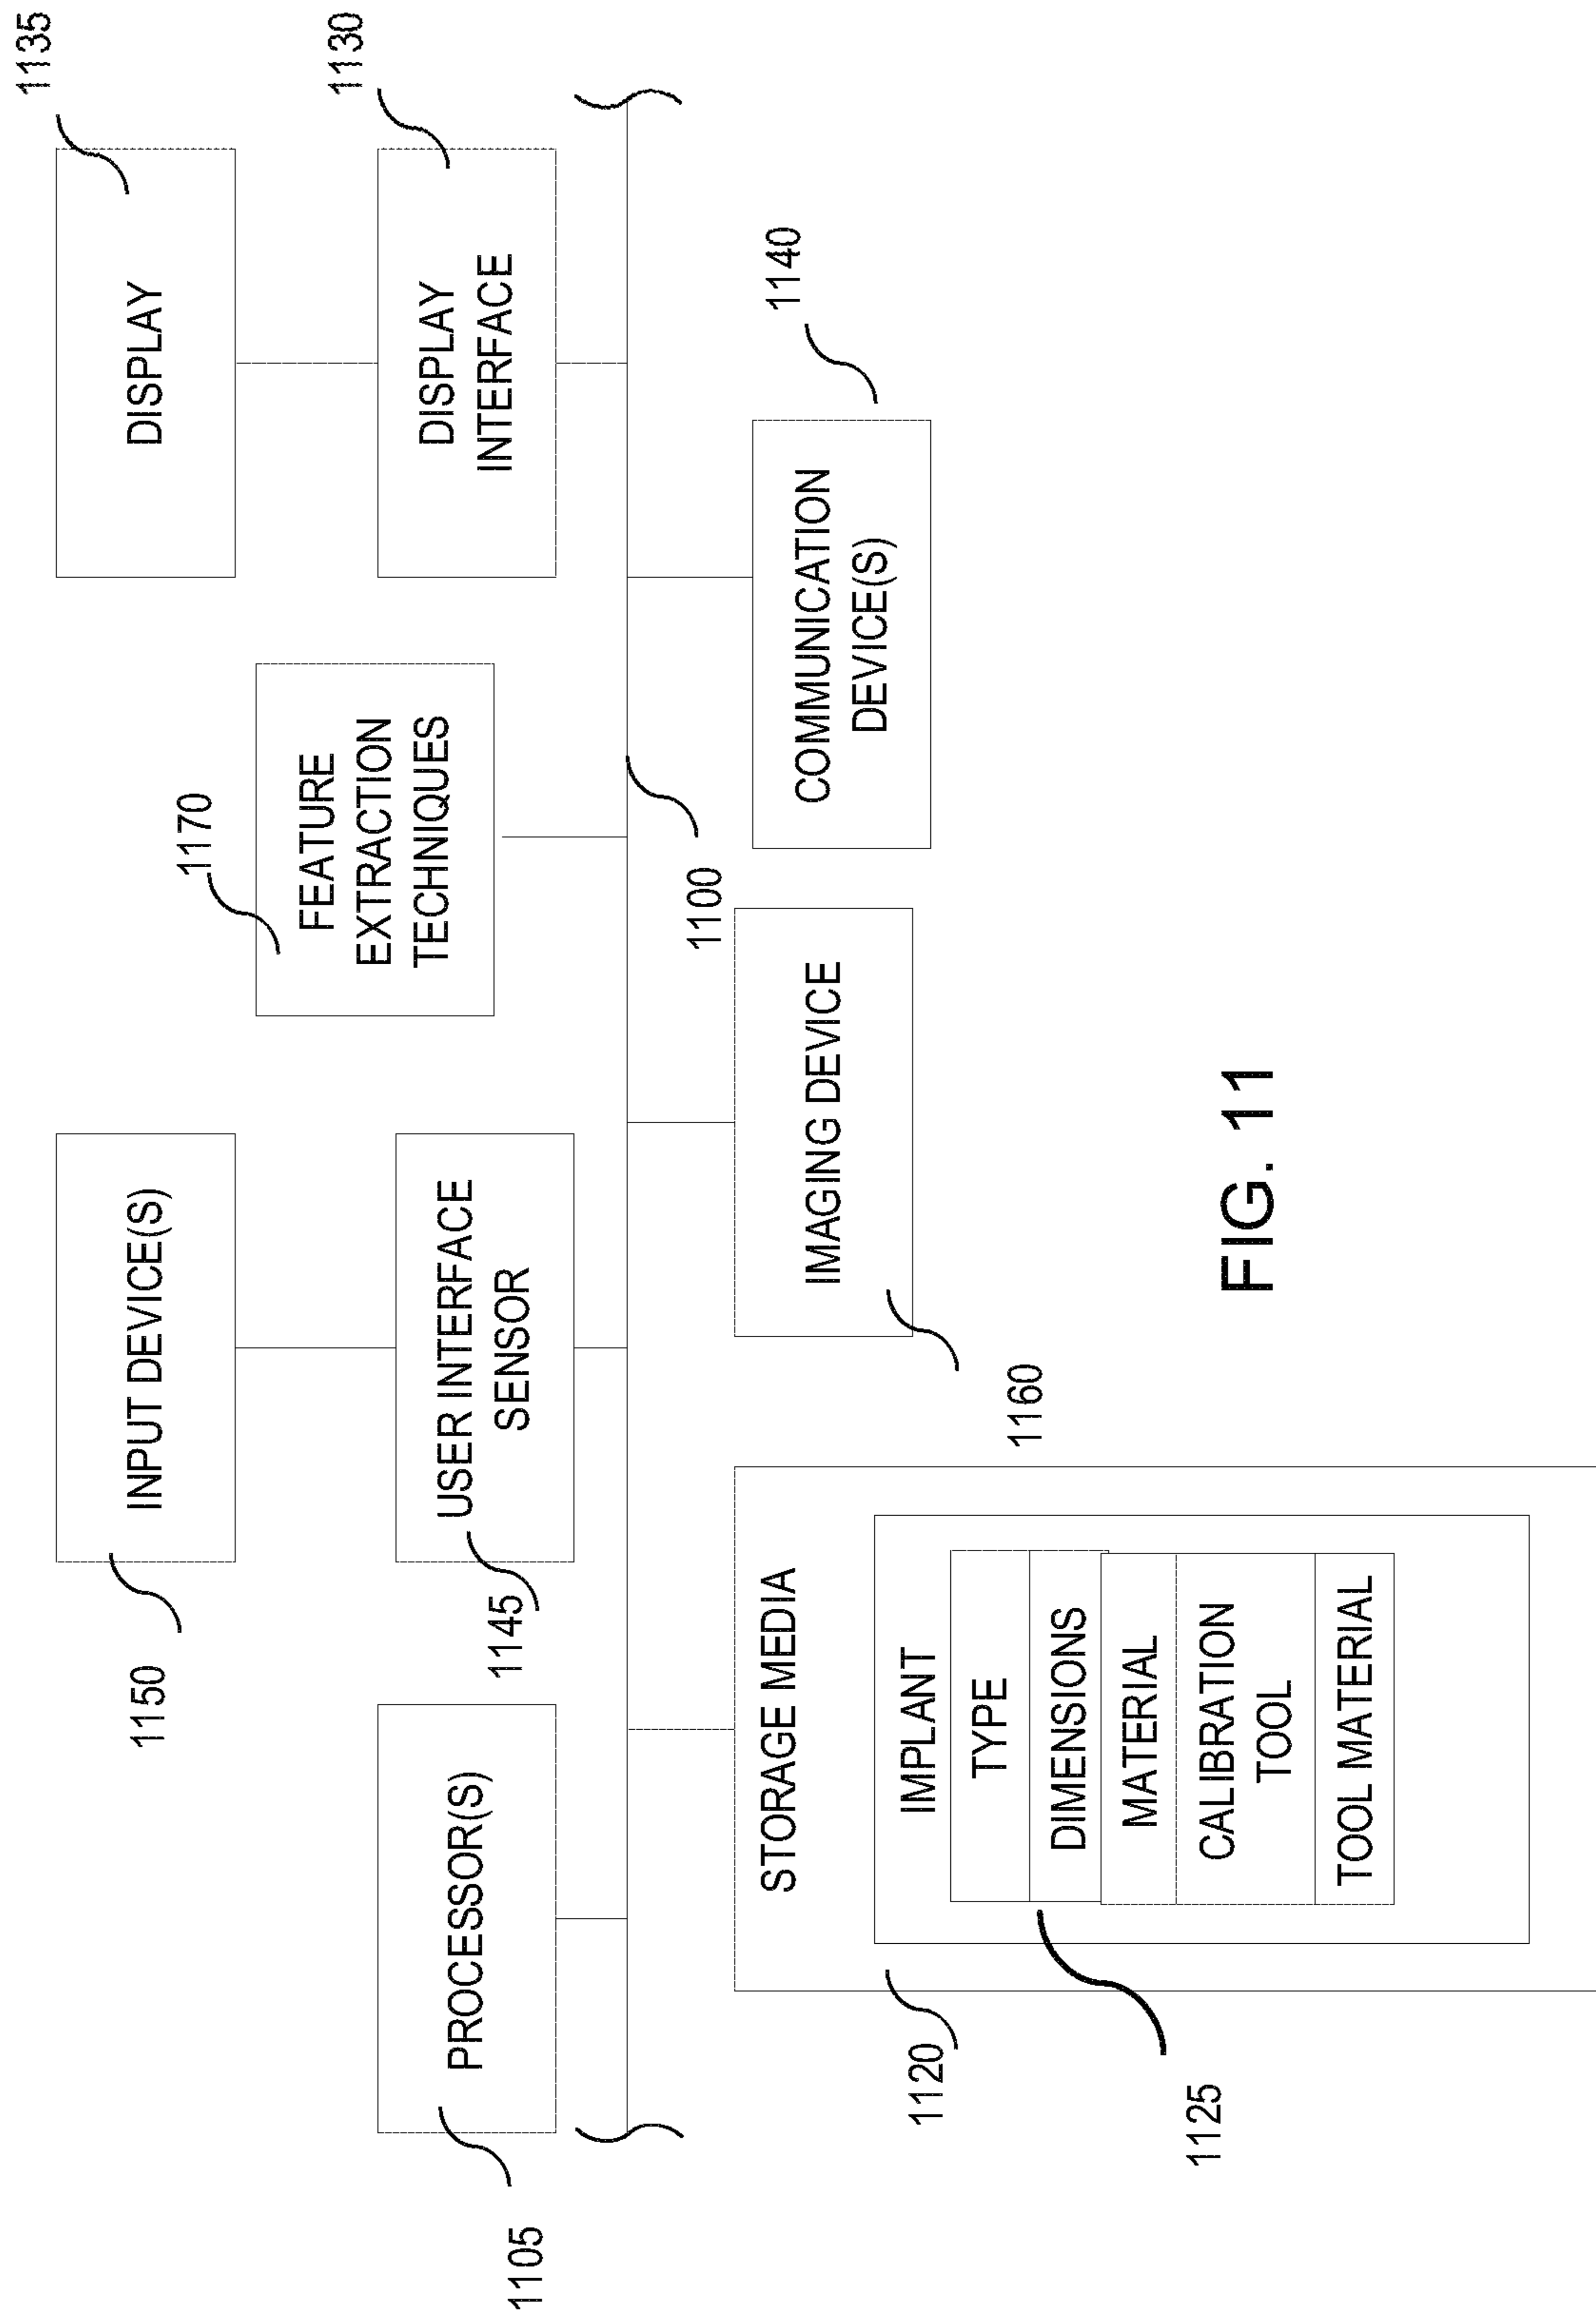 1150
INPUT DEVICE(S)
DISPLAY
1135
1105
PROCESSOR(S)
1145
USER INTERFACE
SENSOR
1170
FEATURE
EXTRACTION
TECHNIQUES
DISPLAY
INTERFACE
1130
1100
1120
STORAGE MEDIA
IMPLANT
TYPE
DIMENSIONS
MATERIAL
CALIBRATION
TOOL
TOOL MATERIAL
1125
1160
IMAGING DEVICE
COMMUNICATION
DEVICE(S)
1140
FIG. 11